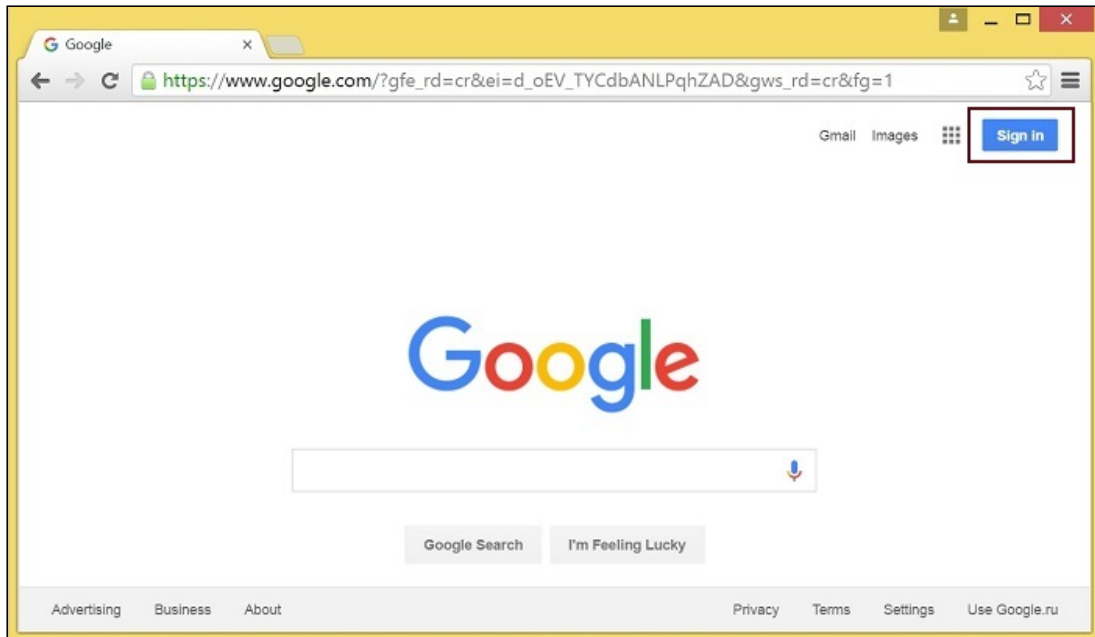 Google
https://www.google.com/?gfe_rd=cr&ei=d_oEV_TYCdbANLPqhZAD&gws_rd=cr&fg=1
Gmail Images Sign in
Google
Google Search I'm Feeling Lucky
Advertising Business About Privacy Terms Settings Use Google.ru